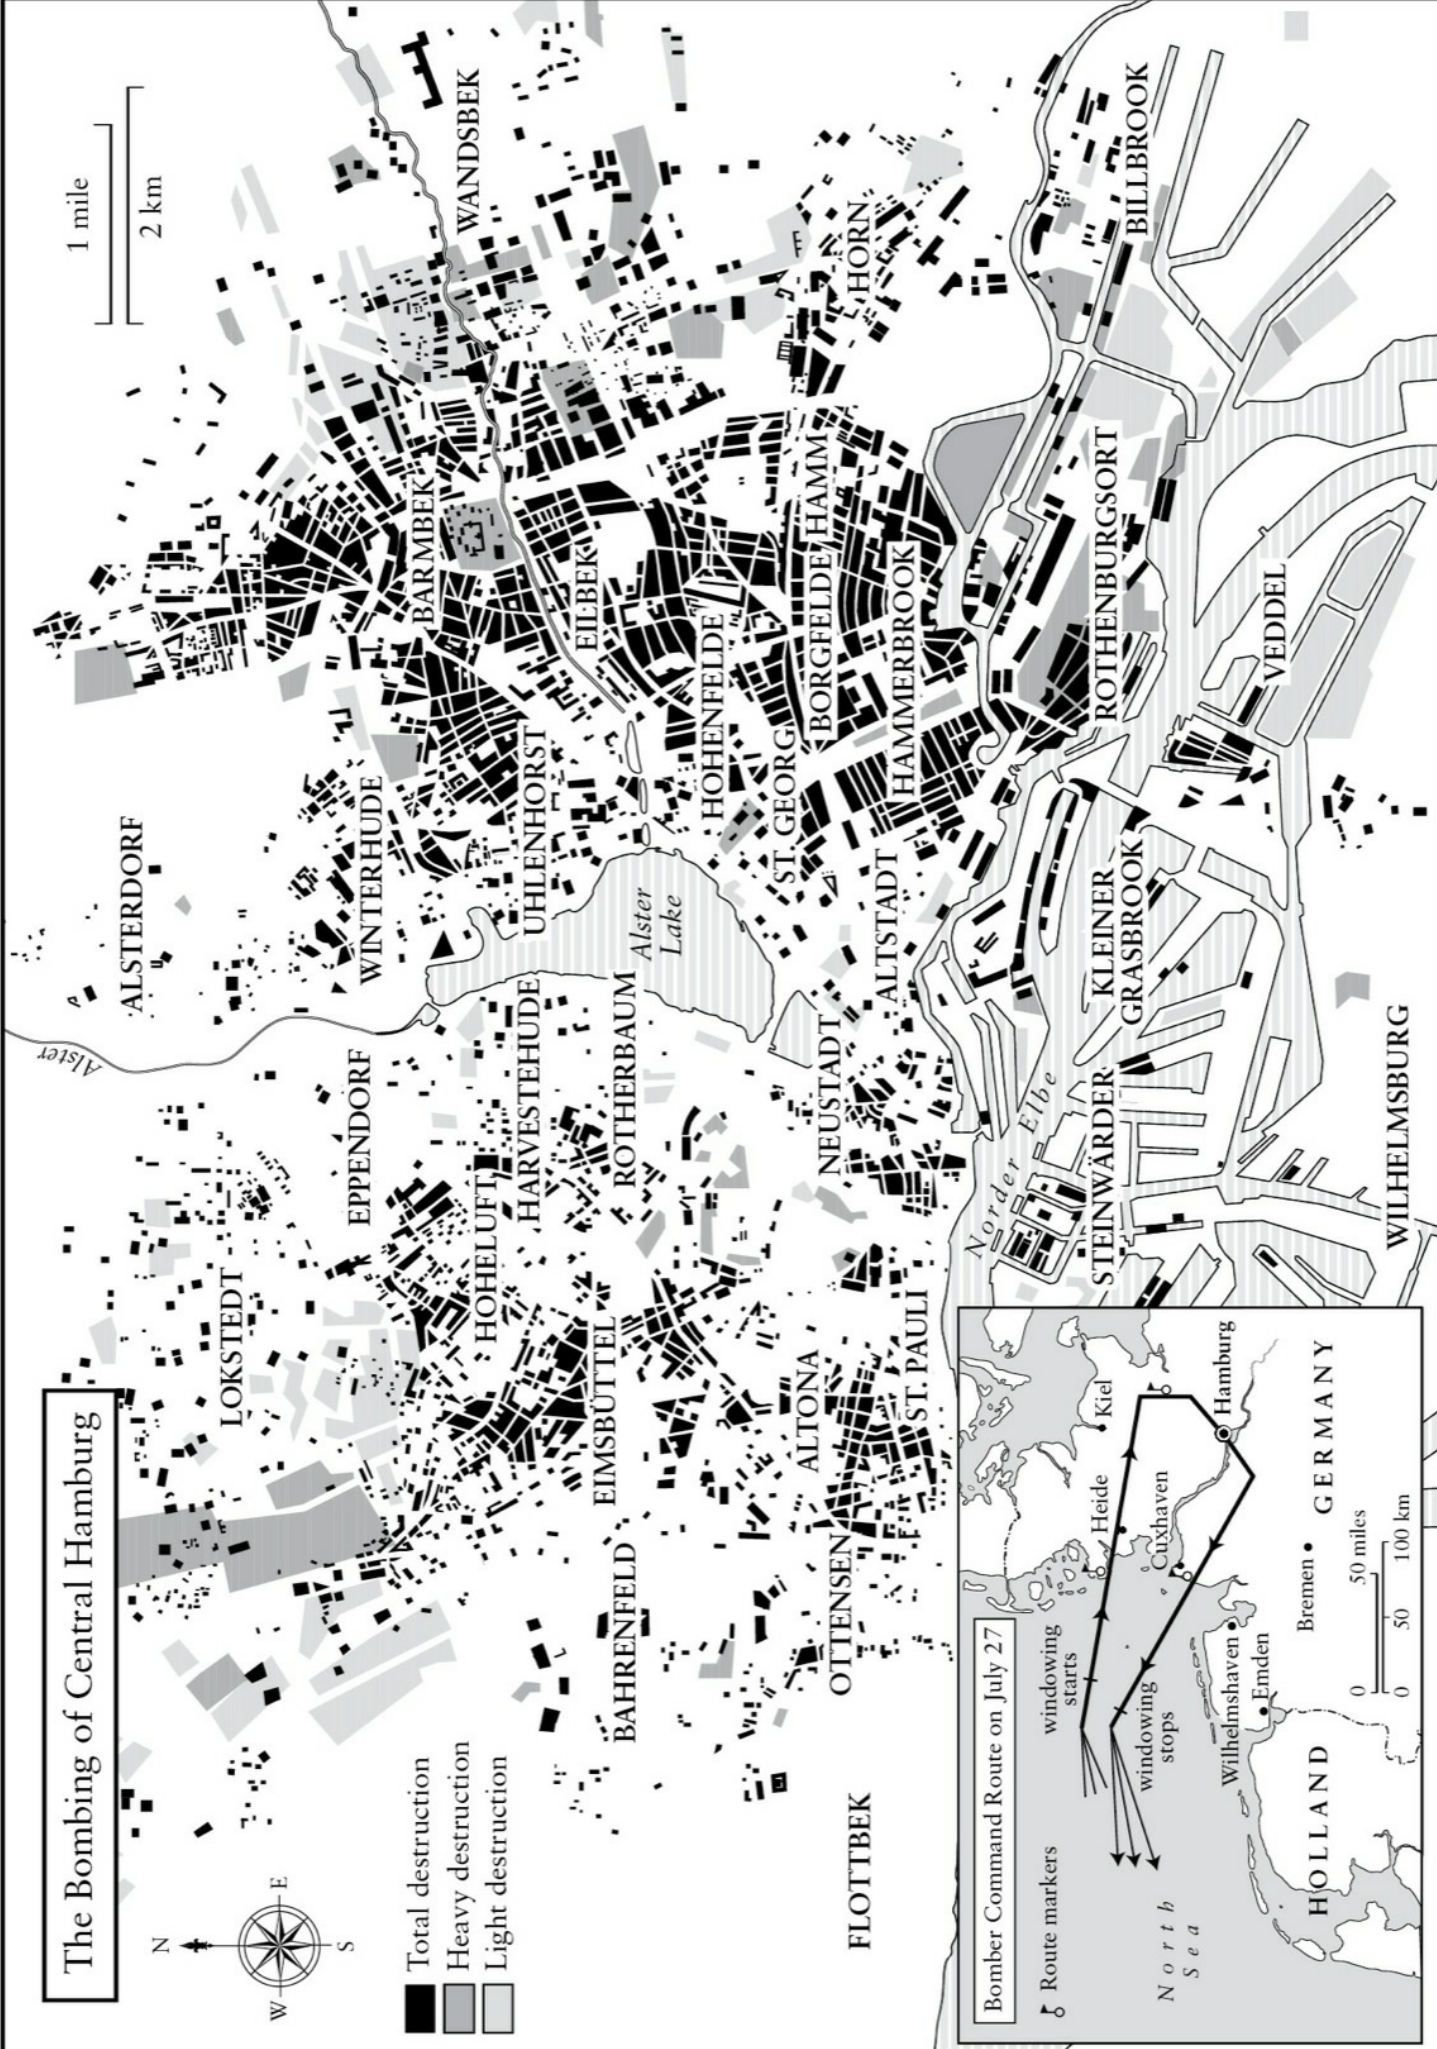 The Bombing of Central Hamburg
N
W
E
S
Total destruction
Heavy destruction
Light destruction
1 mile
2 km
Alster
ALSTERDORF
LOKSTEDT
EPPENDORF
WINTERHUDE
BARMBEK
WANDSBEK
HOHELUFT
HARVESTEHUDE
UHLENHORST
EILBEK
EIMSBÜTTEL
ROTHERBAUM
Alster
Lake
BAHRENFELD
HOHENFELDE
ST. GEORG
BORGFELDE
HAMM
HORN
ALTONA
NEUSTADT
ALTSTADT
HAMMERBROOK
OTTENSEN
FLOTTBEK
ST. PAULI
Norder Elbe
STEINWÄRDER
KLEINER
GRASBROOK
ROTHENBURGSORT
BILLBROOK
VEDDEL
WILHELMSBURG
Bomber Command Route on July 27
Route markers
windowing
starts
windowing
stops
North
Sea
Heide
Kiel
Cuxhaven
Hamburg
Wilhelmshaven
Emden
Bremen
HOLLAND
GERMANY
0
50 miles
0
50
100 km